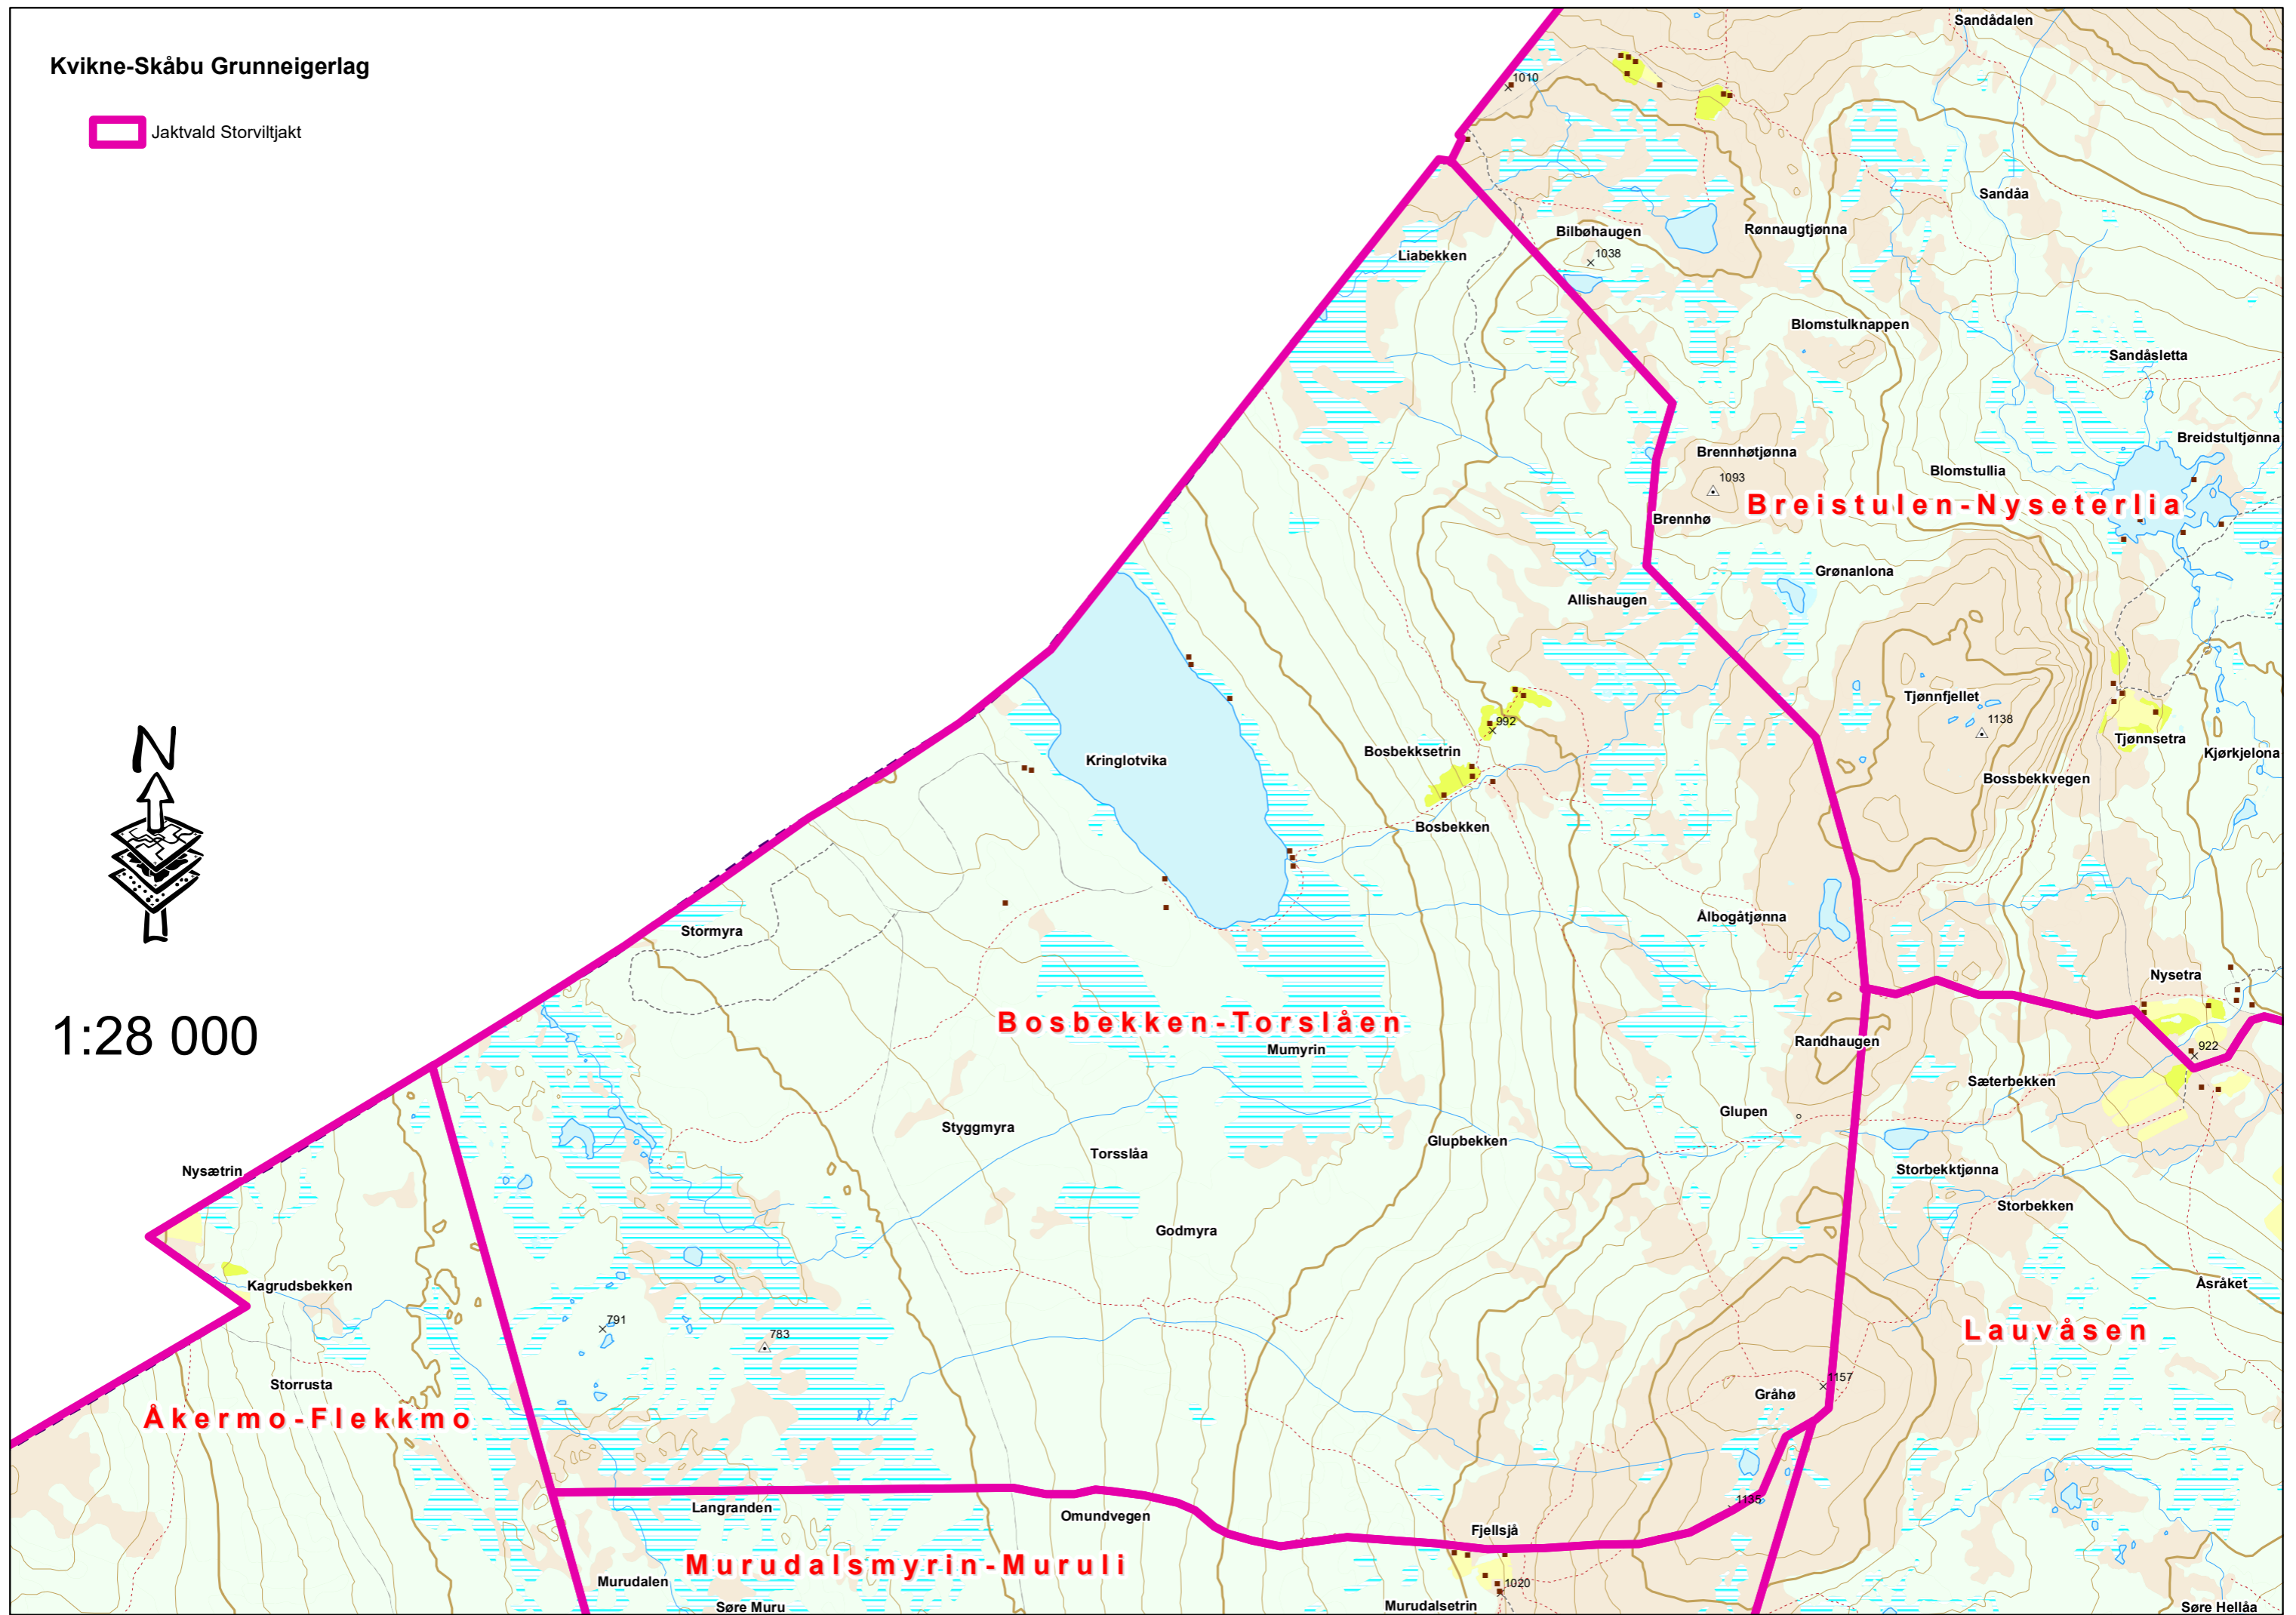 Sandådalen
Kvikne-Skåbu Grunneigerlag
1010
Jaktvald Storviltjakt
Sandåa
Bilbøhaugen
Rønnaugtjønna
Liabekken
1038
Blomstulknappen
Sandåsletta
Breidstultjønna
Brennhøtjønna
Blomstullia
1093
Breistulen-Nyseterlia
Brennhø
Grønanlona
Allishaugen
Tjønnfjellet
1138
992
N
Tjønnsetra
Bosbekksetrin
Kjørkjelona
Kringlotvika
Bossbekkvegen
Bosbekken
Ålbogåtjønna
Stormyra
Nysetra
Bosbekken-Torslåen
1:28 000
Randhaugen
Mumyrin
922
Sæterbekken
Glupen
Styggmyra
Glupbekken
Torsslåa
Nysætrin
Storbekktjønna
Storbekken
Godmyra
Kagrudsbekken
Åsråket
791
783
Lauvåsen
1157
Storrusta
Gråhø
Åkermo-Flekkmo
Langranden
1136
Omundvegen
Fjellsjå
Murudalsmyrin-Muruli
Murudalen
1020
Søre Muru
Murudalsetrin
Søre Hellåa